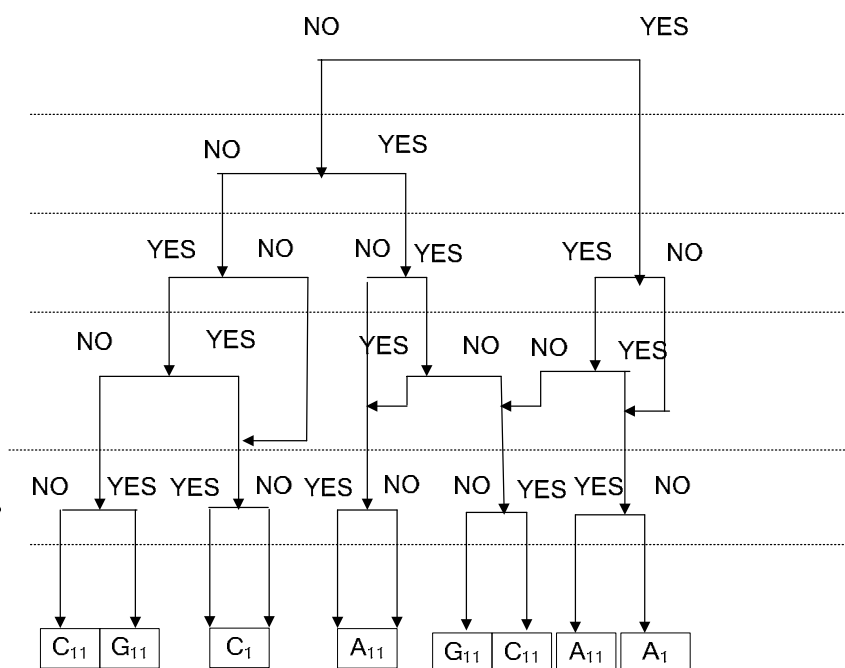 NO YES
NO YES
YES NO NO YES YES NO
NO YES YES NO NO YES
NO YES YES NO YES NO NO YES YES NO
C₁₁ G₁₁ C₁ A₁₁ G₁₁ C₁₁ A₁₁ A₁